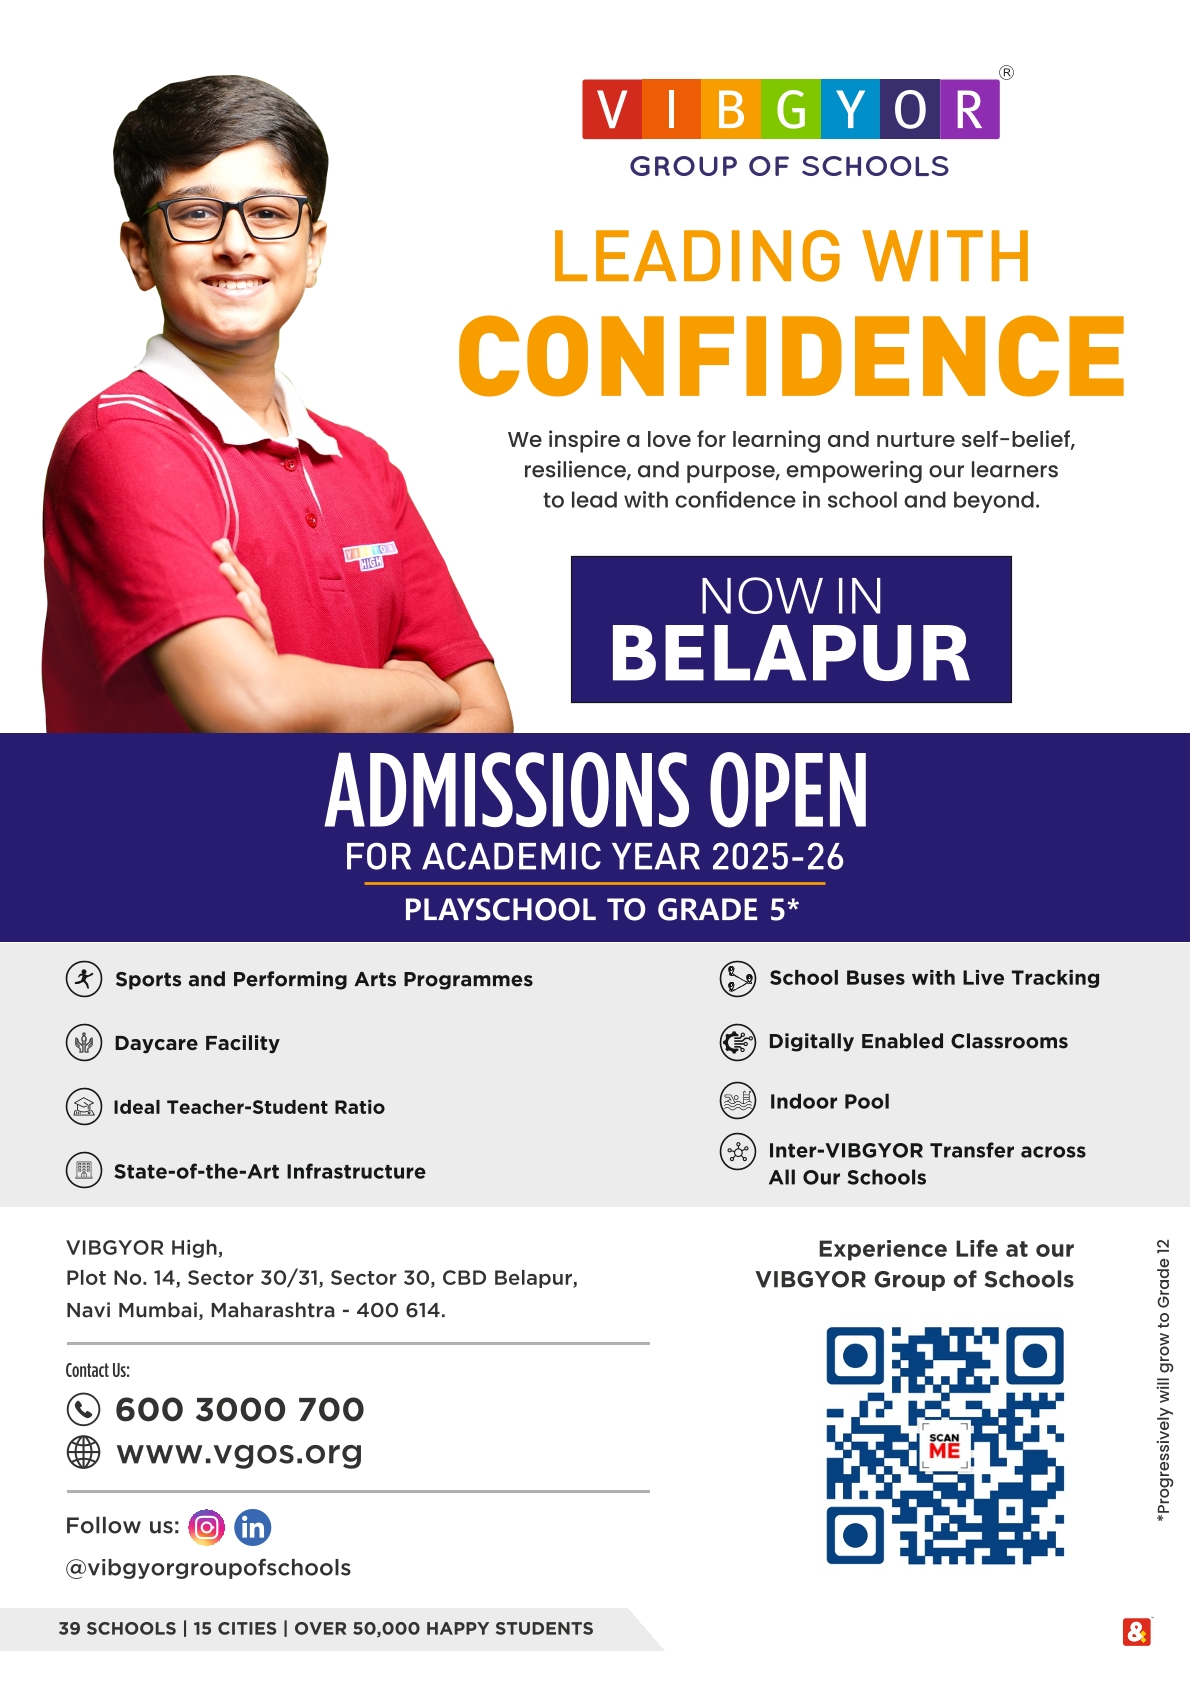 VIBGYOR®
GROUP OF SCHOOLS
LEADING WITH
CONFIDENCE
We inspire a love for learning and nurture self-belief,
resilience, and purpose, empowering our learners
to lead with confidence in school and beyond.
VIBGYOR
HIGH
NOW IN
BELAPUR
ADMISSIONS OPEN
FOR ACADEMIC YEAR 2025-26
PLAYSCHOOL TO GRADE 5*
Sports and Performing Arts Programmes
Daycare Facility
Ideal Teacher-Student Ratio
State-of-the-Art Infrastructure
School Buses with Live Tracking
Digitally Enabled Classrooms
Indoor Pool
Inter-VIBGYOR Transfer across
All Our Schools
VIBGYOR High,
Plot No. 14, Sector 30/31, Sector 30, CBD Belapur,
Navi Mumbai, Maharashtra - 400 614.
Contact Us:
600 3000 700
www.vgos.org
Follow us:
@vibgyorgroupofschools
Experience Life at our
VIBGYOR Group of Schools
SCAN
ME
*Progressively will grow to Grade 12
39 SCHOOLS | 15 CITIES | OVER 50,000 HAPPY STUDENTS
&